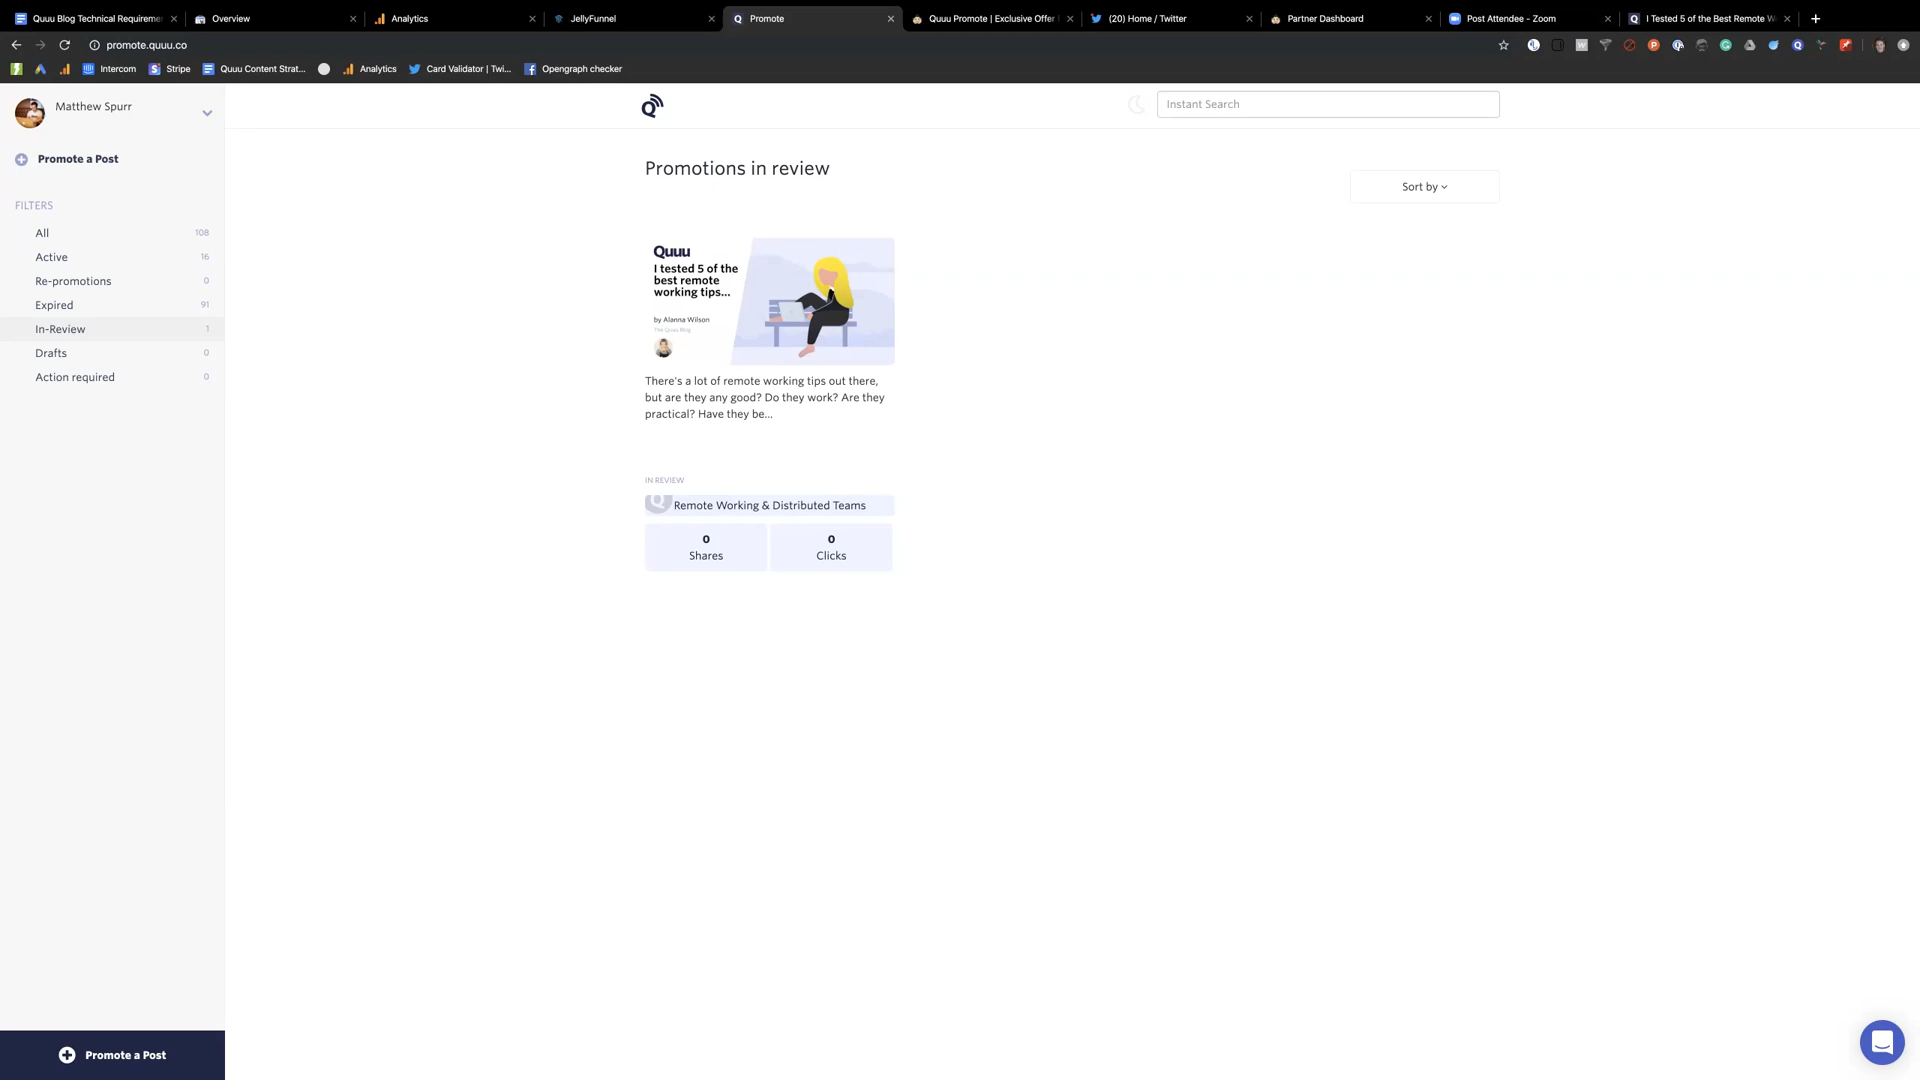 Quuu Blog Technical Requireme
Overview
Analytics
JellyFunnel
Promote
Quuu Promote | Exclusive Offer
(20) Home / Twitter
Partner Dashboard
Post Attendee - Zoom
I Tested 5 of the Best Remote W
promote.quuu.co
Intercom
Stripe
Quuu Content Strat...
Analytics
Card Validator | Twi...
Opengraph checker
Matthew Spurr
Instant Search
Promote a Post
Promotions in review
Sort by
FILTERS
All 108
Active 16
Re-promotions 0
Expired 91
In-Review 1
Drafts 0
Action required 0
Quuu
I tested 5 of the
best remote
working tips...
by Alanna Wilson
The Quuu Blog
There's a lot of remote working tips out there,
but are they any good? Do they work? Are they
practical? Have they be...
IN REVIEW
Remote Working & Distributed Teams
0 0
Shares Clicks
Promote a Post